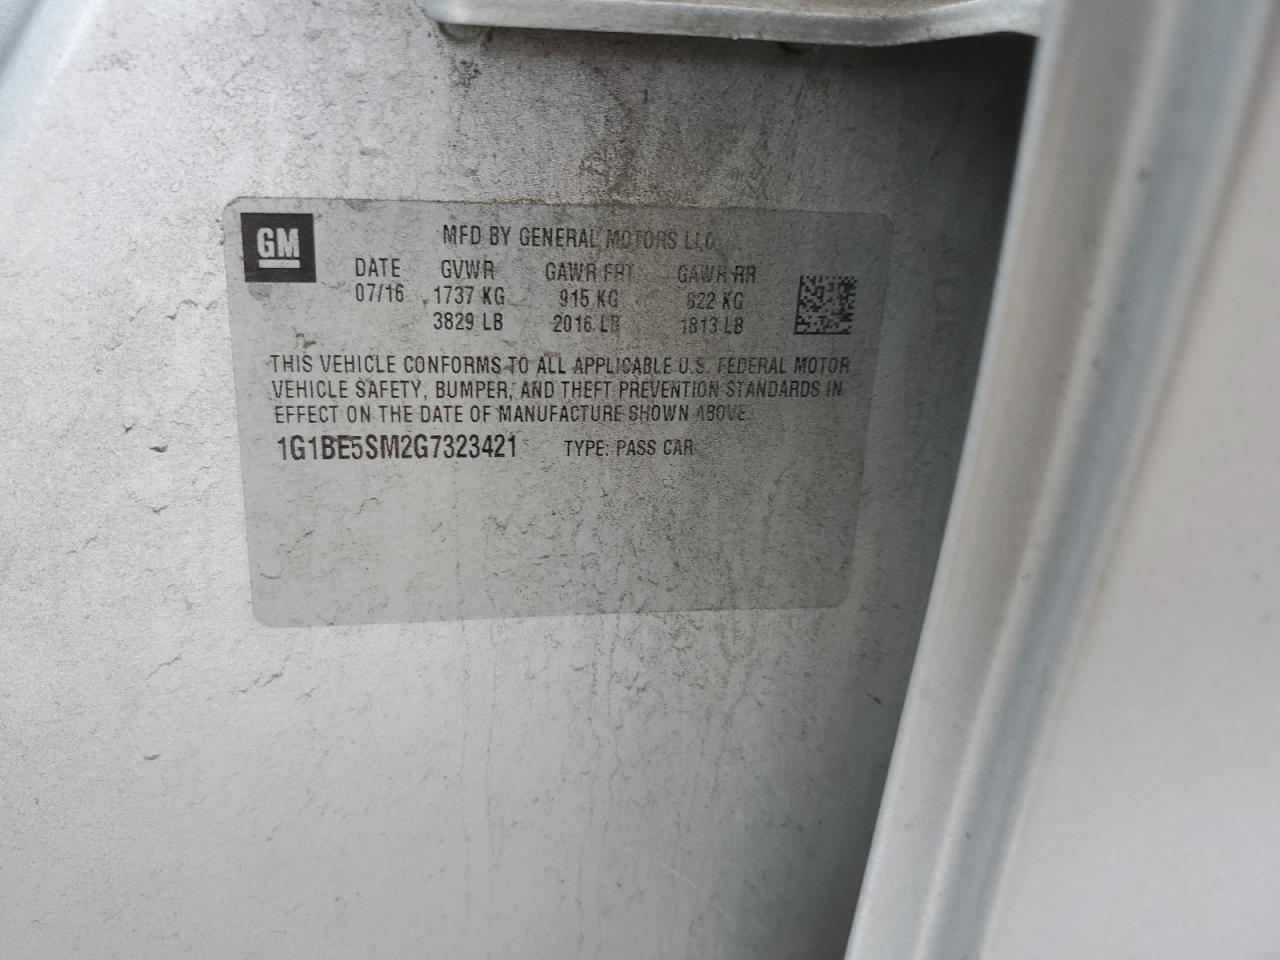 GM
MFD BY GENERAL MOTORS LLC
DATE GVWR GAWR FRT GAWR RR
07/16 1737 KG 915 KG 822 KG
3829 LB 2016 LB 1813 LB
THIS VEHICLE CONFORMS TO ALL APPLICABLE U.S. FEDERAL MOTOR
VEHICLE SAFETY, BUMPER, AND THEFT PREVENTION STANDARDS IN
EFFECT ON THE DATE OF MANUFACTURE SHOWN ABOVE.
1G1BE5SM2G7323421 TYPE: PASS CAR